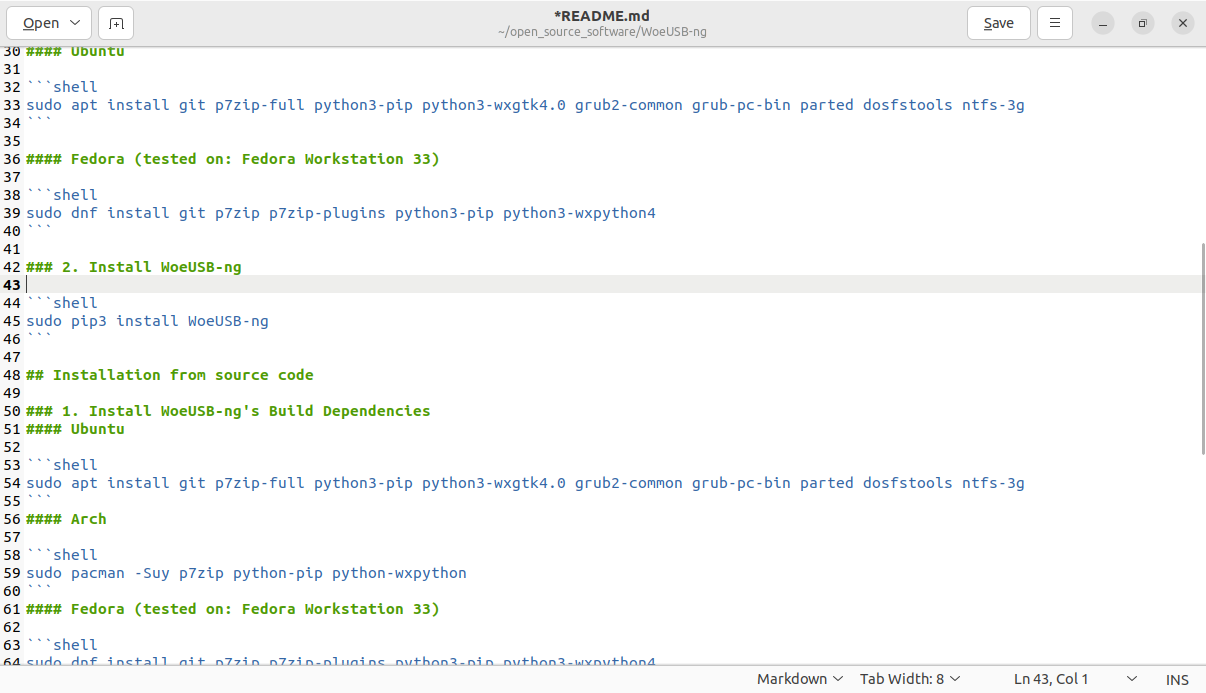 Open
*README.md
~/open_source_software/WoeUSB-ng
Save
30 #### Ubuntu
31
32 ```shell
33 sudo apt install git p7zip-full python3-pip python3-wxgtk4.0 grub2-common grub-pc-bin parted dosfstools ntfs-3g
34 ```
35
36 #### Fedora (tested on: Fedora Workstation 33)
37
38 ```shell
39 sudo dnf install git p7zip p7zip-plugins python3-pip python3-wxpython4
40 ```
41
42 ### 2. Install WoeUSB-ng
43
44 ```shell
45 sudo pip3 install WoeUSB-ng
46 ```
47
48 ## Installation from source code
49
50 ### 1. Install WoeUSB-ng's Build Dependencies
51 #### Ubuntu
52
53 ```shell
54 sudo apt install git p7zip-full python3-pip python3-wxgtk4.0 grub2-common grub-pc-bin parted dosfstools ntfs-3g
55 ```
56 #### Arch
57
58 ```shell
59 sudo pacman -Suy p7zip python-pip python-wxpython
60 ```
61 #### Fedora (tested on: Fedora Workstation 33)
62
63 ```shell
64 sudo dnf install git p7zip p7zip-plugins python3-pip python3-wxpython4
Markdown
Tab Width: 8
Ln 43, Col 1
INS